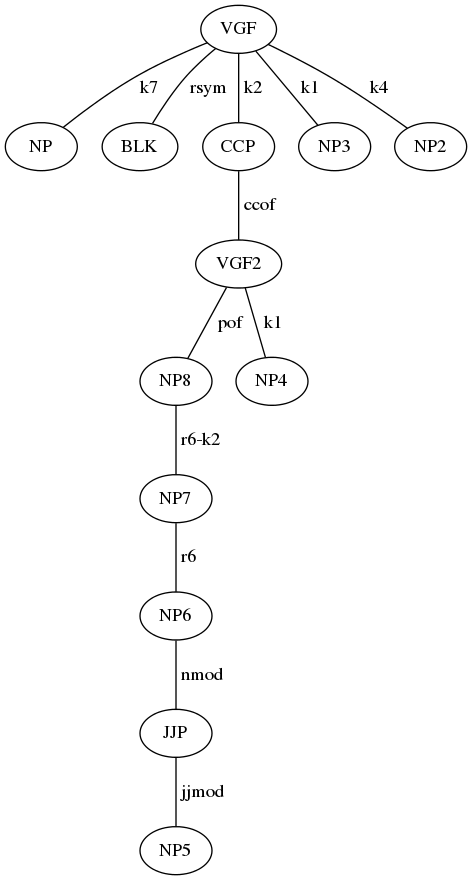 VGF
k7 rsym k2 k1 k4
NP BLK CCP NP3 NP2
ccof
VGF2
pof k1
NP8 NP4
r6-k2
NP7
r6
NP6
nmod
JJP
jjmod
NP5